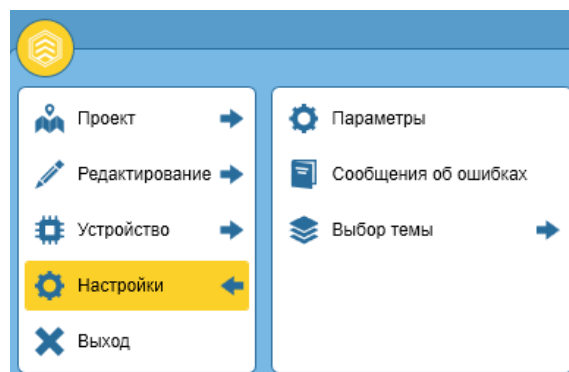 Проект
Редактирование
Устройство
Настройки
Выход
Параметры
Сообщения об ошибках
Выбор темы